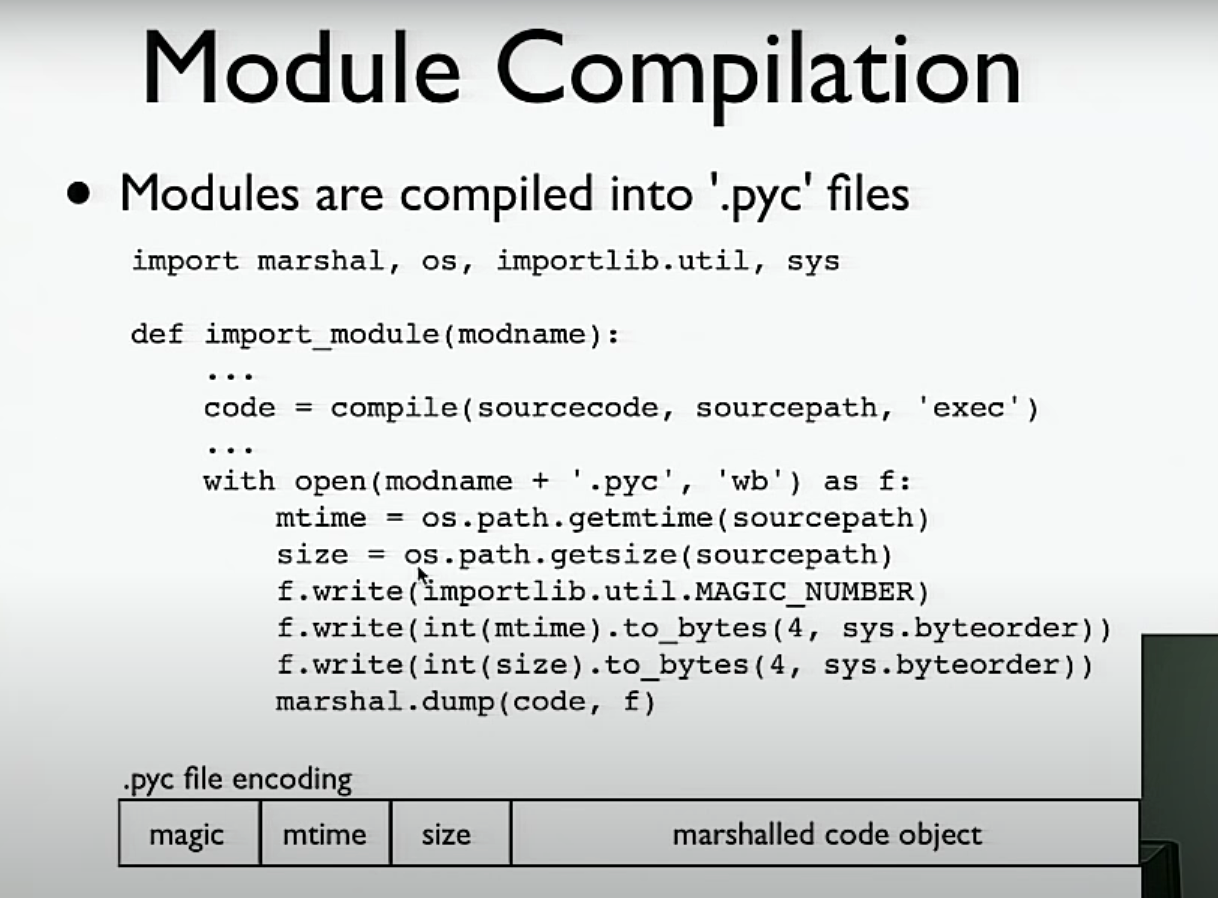 Module Compilation
• Modules are compiled into '.pyc' files
import marshal, os, importlib.util, sys
def import_module(modname):
...
code = compile(sourcecode, sourcepath, 'exec')
...
with open(modname + '.pyc', 'wb') as f:
mtime = os.path.getmtime(sourcepath)
size = os.path.getsize(sourcepath)
f.write(importlib.util.MAGIC_NUMBER)
f.write(int(mtime).to_bytes(4, sys.byteorder))
f.write(int(size).to_bytes(4, sys.byteorder))
marshal.dump(code, f)
.pyc file encoding
magic mtime size marshalled code object